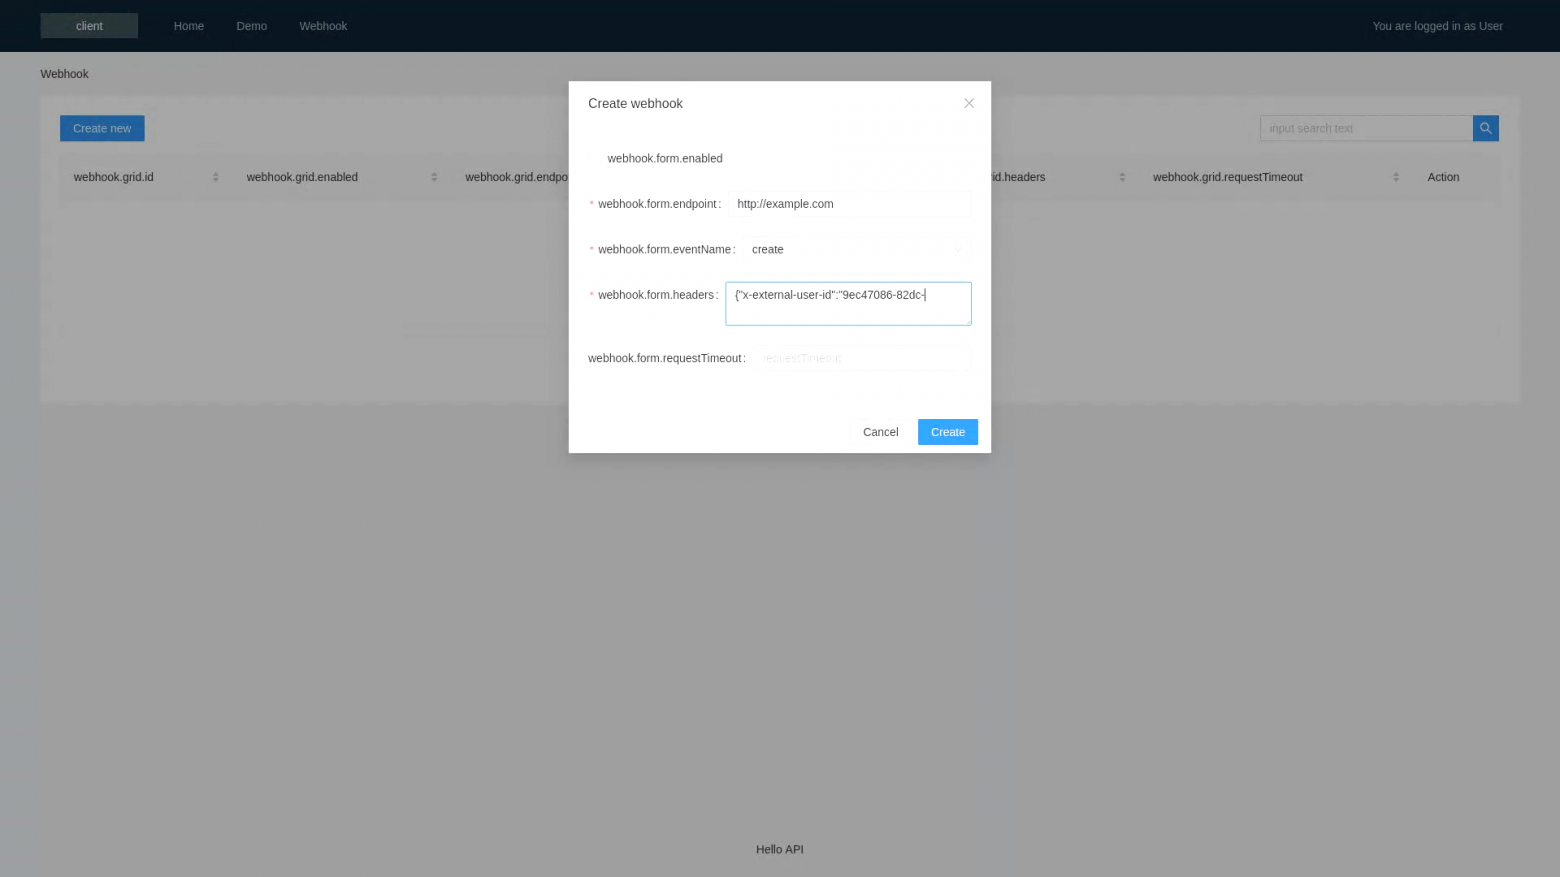 client Home Demo Webhook You are logged in as User
Webhook
Create webhook
Create new
input search text
webhook.form.enabled
webhook.grid.id webhook.grid.enabled webhook.grid.endpo id.headers webhook.grid.requestTimeout Action
* webhook.form.endpoint : http://example.com
* webhook.form.eventName : create
* webhook.form.headers : {"x-external-user-id":"9ec47086-82dc-
webhook.form.requestTimeout : requestTimeout
Cancel Create
Hello API